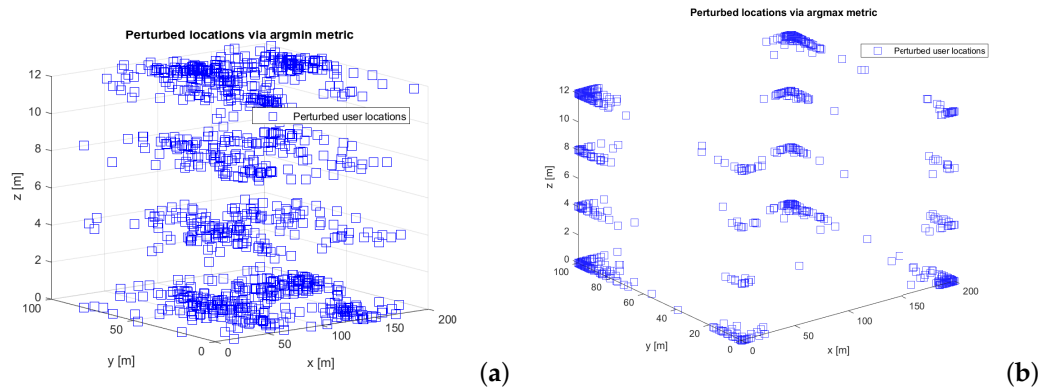 Perturbed locations via argmin metric
Perturbed user locations
12
10
8
6
4
2
0
z [m]
100
50
0
y [m]
0
50
100
150
200
x [m]
(a)
Perturbed locations via argmax metric
Perturbed user locations
12
10
8
6
4
2
0
z [m]
100
80
60
40
20
0
y [m]
0
50
100
150
200
x [m]
(b)